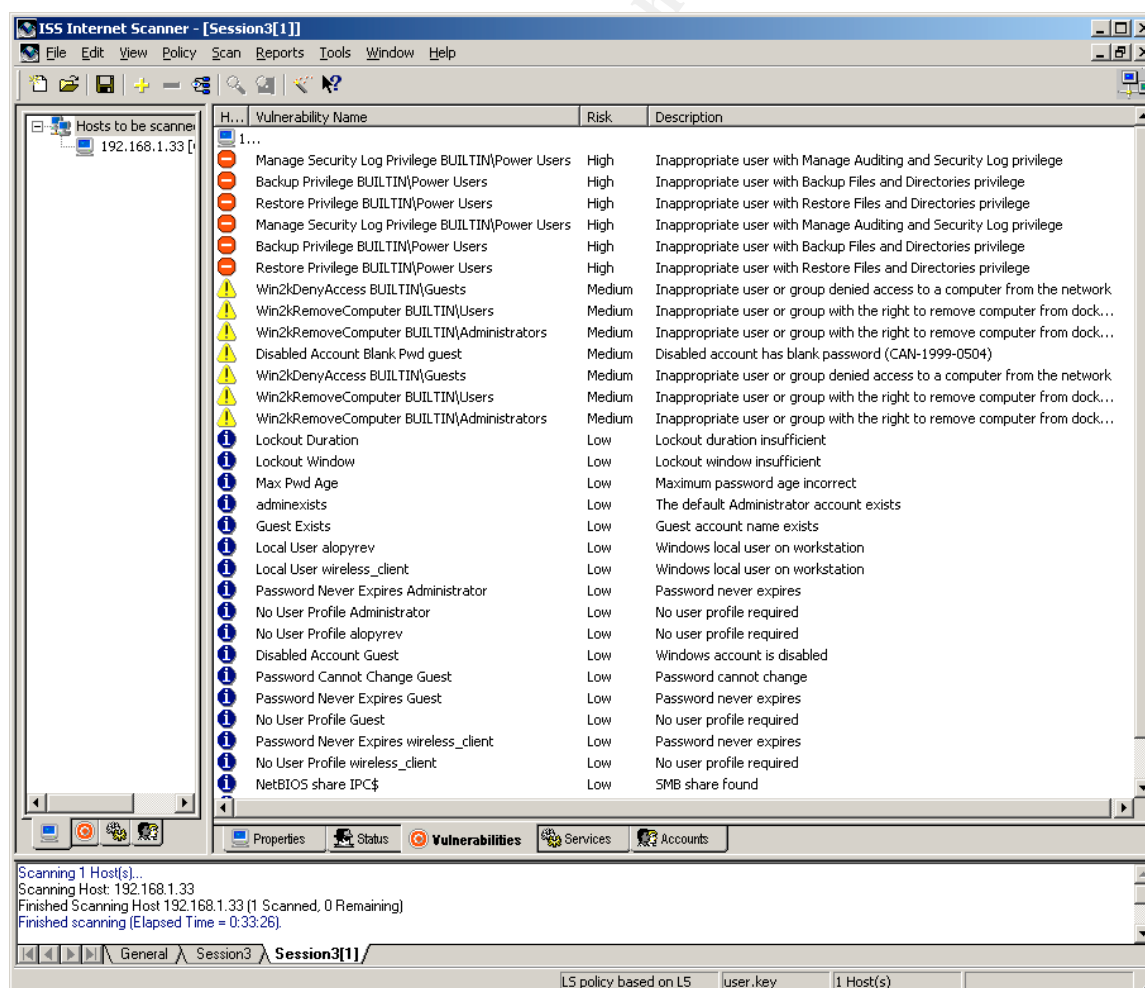 ISS Internet Scanner - [Session3[1]]
File Edit View Policy Scan Reports Tools Window Help
Hosts to be scanne
192.168.1.33 [
H... Vulnerability Name Risk Description
1...
Manage Security Log Privilege BUILTIN\Power Users High Inappropriate user with Manage Auditing and Security Log privilege
Backup Privilege BUILTIN\Power Users High Inappropriate user with Backup Files and Directories privilege
Restore Privilege BUILTIN\Power Users High Inappropriate user with Restore Files and Directories privilege
Manage Security Log Privilege BUILTIN\Power Users High Inappropriate user with Manage Auditing and Security Log privilege
Backup Privilege BUILTIN\Power Users High Inappropriate user with Backup Files and Directories privilege
Restore Privilege BUILTIN\Power Users High Inappropriate user with Restore Files and Directories privilege
Win2kDenyAccess BUILTIN\Guests Medium Inappropriate user or group denied access to a computer from the network
Win2kRemoveComputer BUILTIN\Users Medium Inappropriate user or group with the right to remove computer from dock...
Win2kRemoveComputer BUILTIN\Administrators Medium Inappropriate user or group with the right to remove computer from dock...
Disabled Account Blank Pwd guest Medium Disabled account has blank password (CAN-1999-0504)
Win2kDenyAccess BUILTIN\Guests Medium Inappropriate user or group denied access to a computer from the network
Win2kRemoveComputer BUILTIN\Users Medium Inappropriate user or group with the right to remove computer from dock...
Win2kRemoveComputer BUILTIN\Administrators Medium Inappropriate user or group with the right to remove computer from dock...
Lockout Duration Low Lockout duration insufficient
Lockout Window Low Lockout window insufficient
Max Pwd Age Low Maximum password age incorrect
adminexists Low The default Administrator account exists
Guest Exists Low Guest account name exists
Local User alopyrev Low Windows local user on workstation
Local User wireless_client Low Windows local user on workstation
Password Never Expires Administrator Low Password never expires
No User Profile Administrator Low No user profile required
No User Profile alopyrev Low No user profile required
Disabled Account Guest Low Windows account is disabled
Password Cannot Change Guest Low Password cannot change
Password Never Expires Guest Low Password never expires
No User Profile Guest Low No user profile required
Password Never Expires wireless_client Low Password never expires
No User Profile wireless_client Low No user profile required
NetBIOS share IPC$ Low SMB share found
Properties Status Vulnerabilities Services Accounts
Scanning 1 Host(s)...
Scanning Host: 192.168.1.33
Finished Scanning Host 192.168.1.33 (1 Scanned, 0 Remaining)
Finished scanning (Elapsed Time = 0:33:26).
General Session3 Session3[1]
L5 policy based on L5 user.key 1 Host(s)